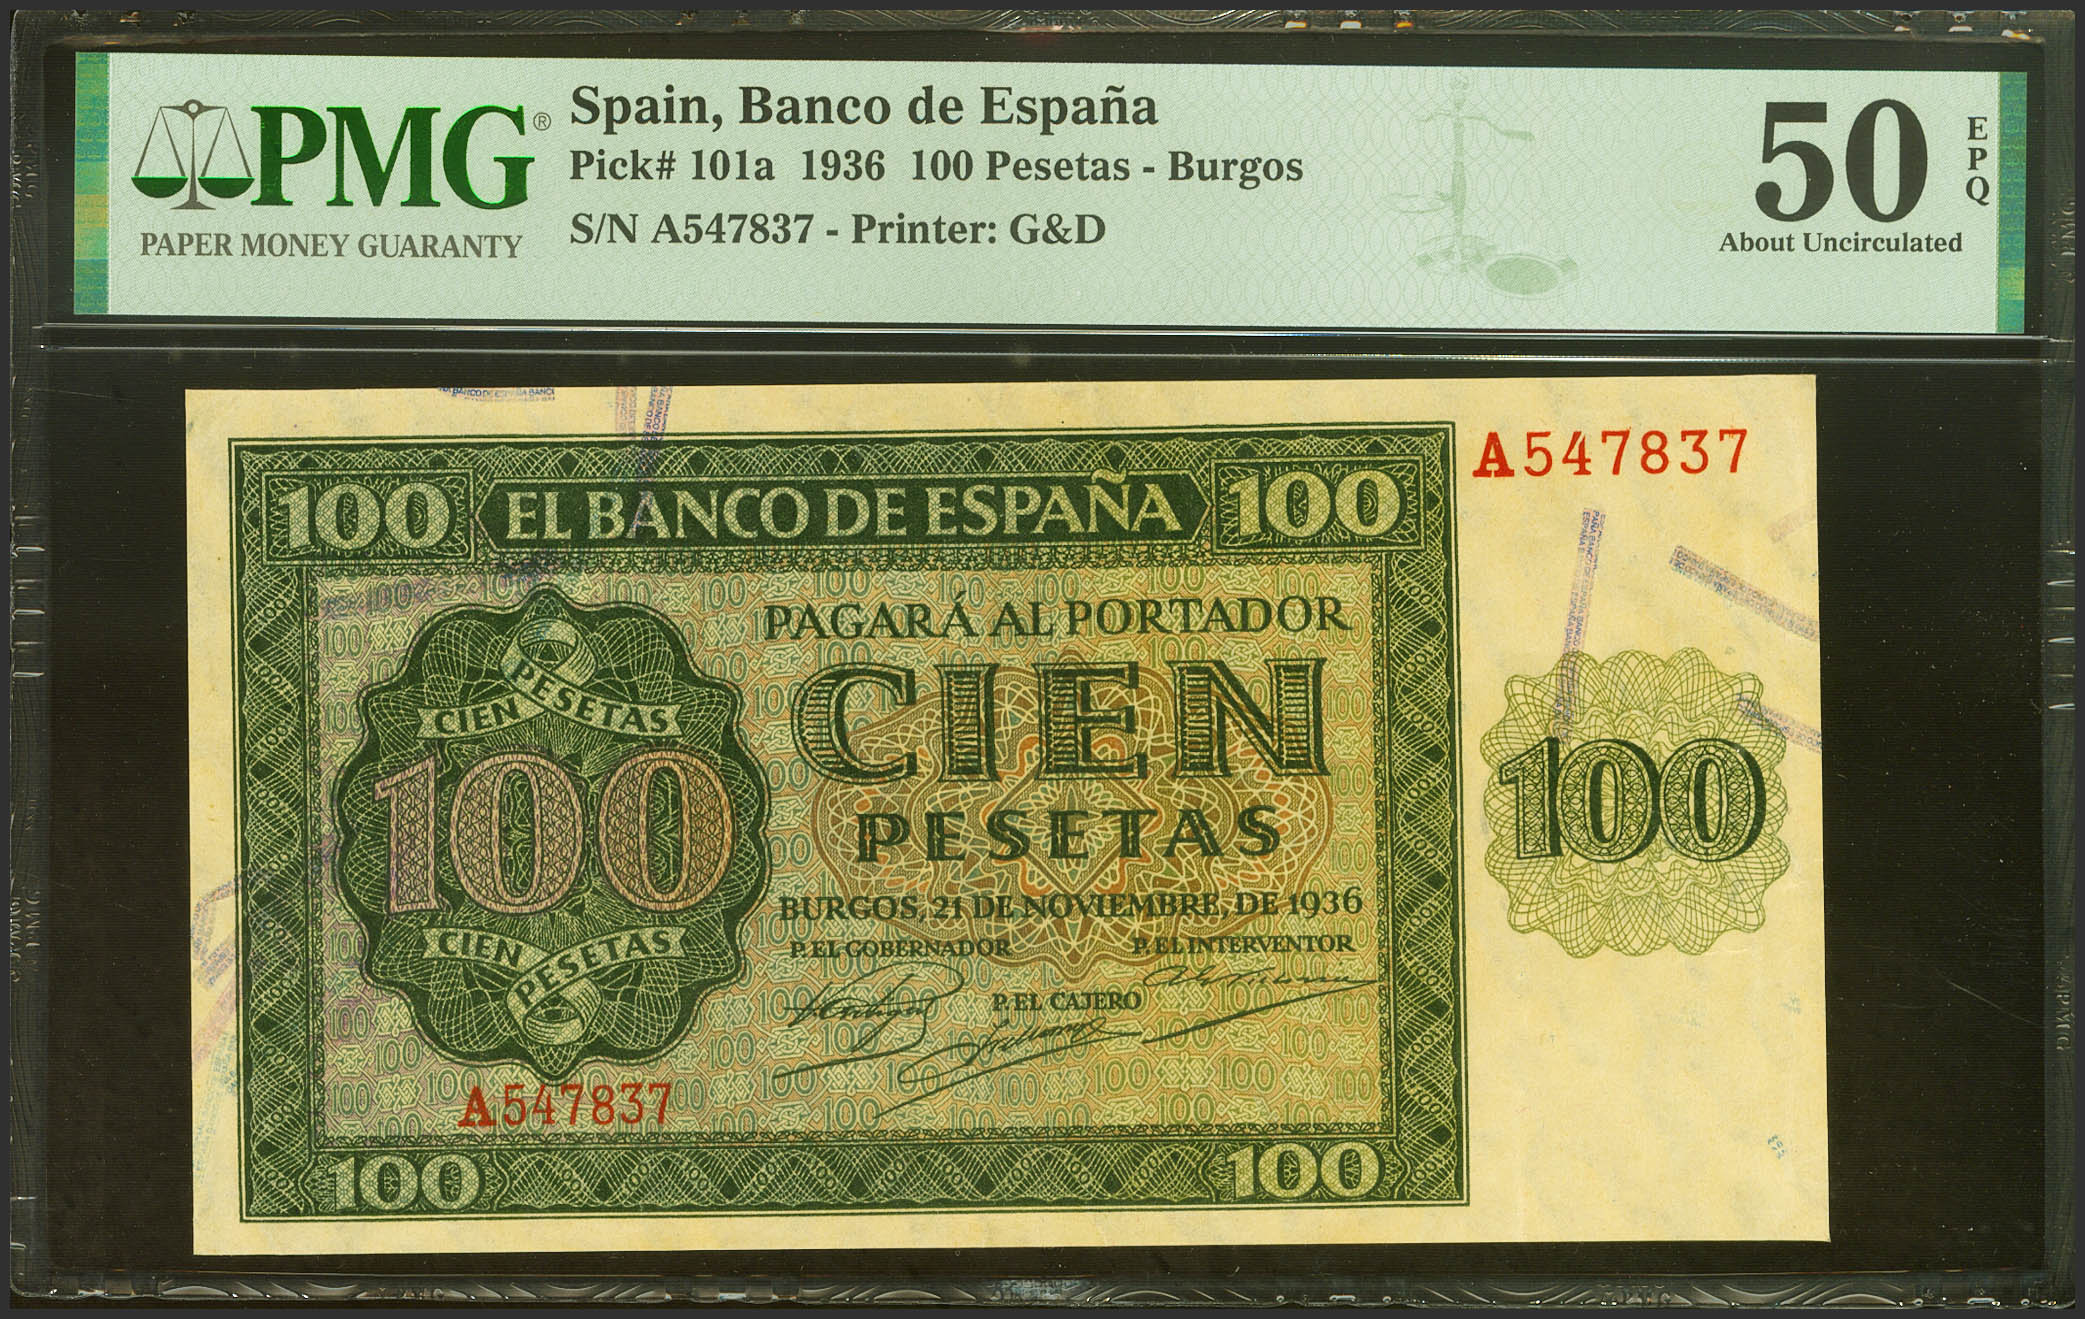 PMG®
PAPER MONEY GUARANTY
Spain, Banco de España
Pick# 101a 1936 100 Pesetas - Burgos
S/N A547837 - Printer: G&D
50
EPQ
About Uncirculated
A547837
100 EL BANCO DE ESPAÑA 100
PAGARÁ AL PORTADOR
CIEN
PESETAS
CIEN PESETAS
100
CIEN PESETAS
100
BURGOS, 21 DE NOVIEMBRE, DE 1936
P. EL GOBERNADOR
P. EL INTERVENTOR
P. EL CAJERO
A547837
100
100